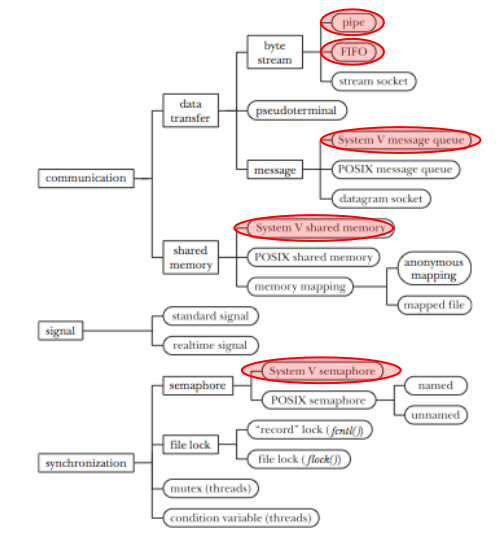 pipe
byte
stream
FIFO
stream socket
data
transfer
pseudoterminal
System V message queue
message
POSIX message queue
communication
datagram socket
System V shared memory
shared
memory
POSIX shared memory
anonymous
mapping
memory mapping
mapped file
standard signal
signal
realtime signal
System V semaphore
semaphore
named
POSIX semaphore
unnamed
"record" lock (fcntl())
file lock
file lock (flock())
synchronization
mutex (threads)
condition variable (threads)